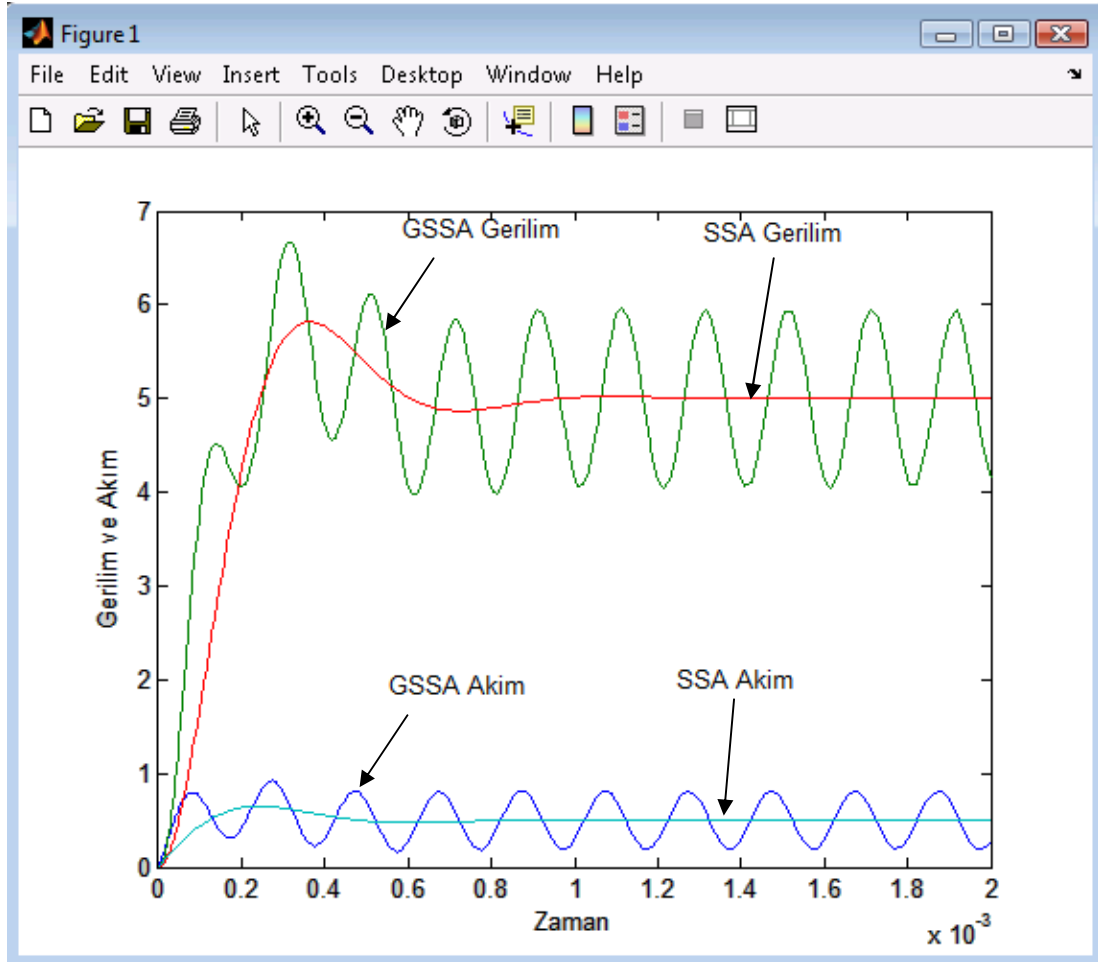 Figure 1
File Edit View Insert Tools Desktop Window Help
7
6
5
4
3
2
1
0
Gerilim ve Akım
GSSA Gerilim
SSA Gerilim
GSSA Akim
SSA Akim
0 0.2 0.4 0.6 0.8 1 1.2 1.4 1.6 1.8 2
Zaman
x 10-3